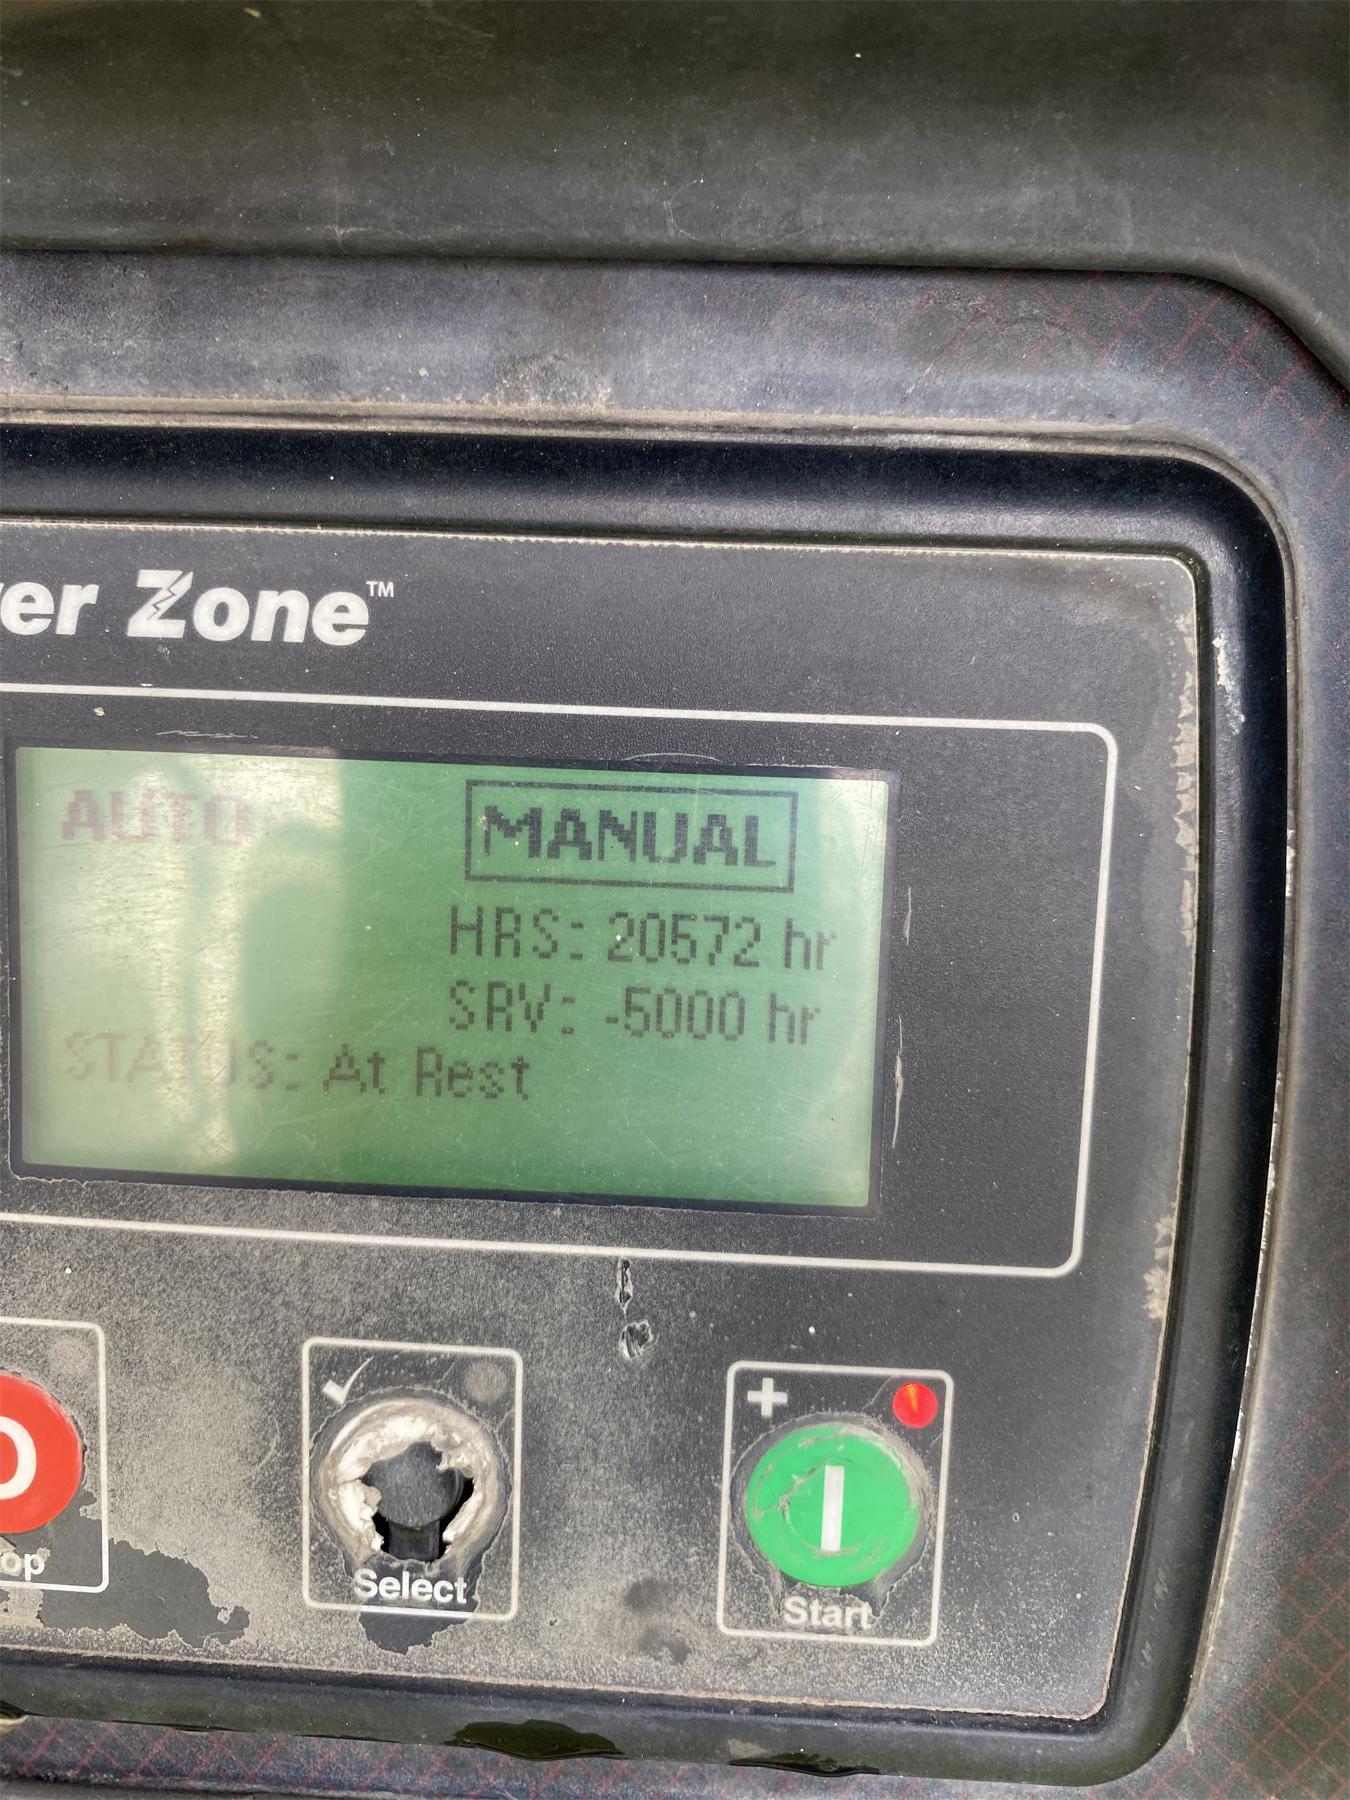 er Zone™
AUTO MANUAL
HRS: 20572 hr
SRV: -5000 hr
STATUS: At Rest
op
Select
Start